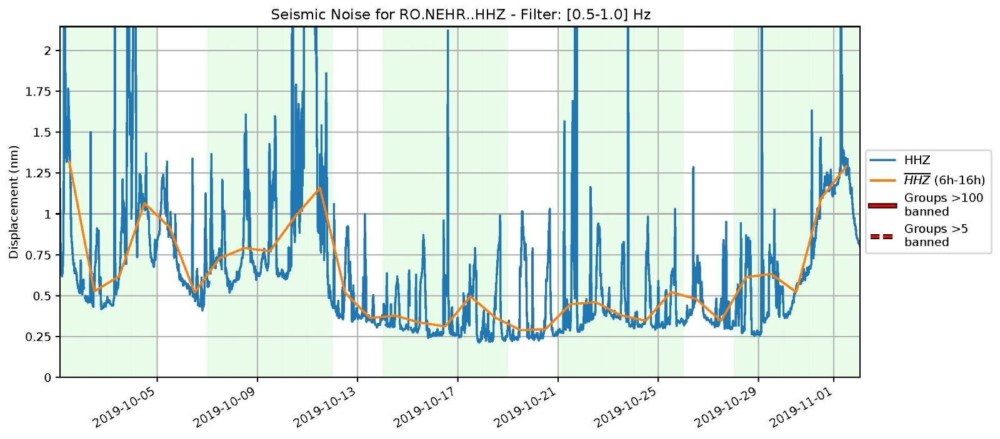 Seismic Noise for RO.NEHR..HHZ - Filter: [0.5-1.0] Hz
Displacement (nm)
2
1.75
1.5
1.25
1
0.75
0.5
0.25
0
2019-10-05
2019-10-09
2019-10-13
2019-10-17
2019-10-21
2019-10-25
2019-10-29
2019-11-01
HHZ
HHZ (6h-16h)
Groups >100
banned
Groups >5
banned